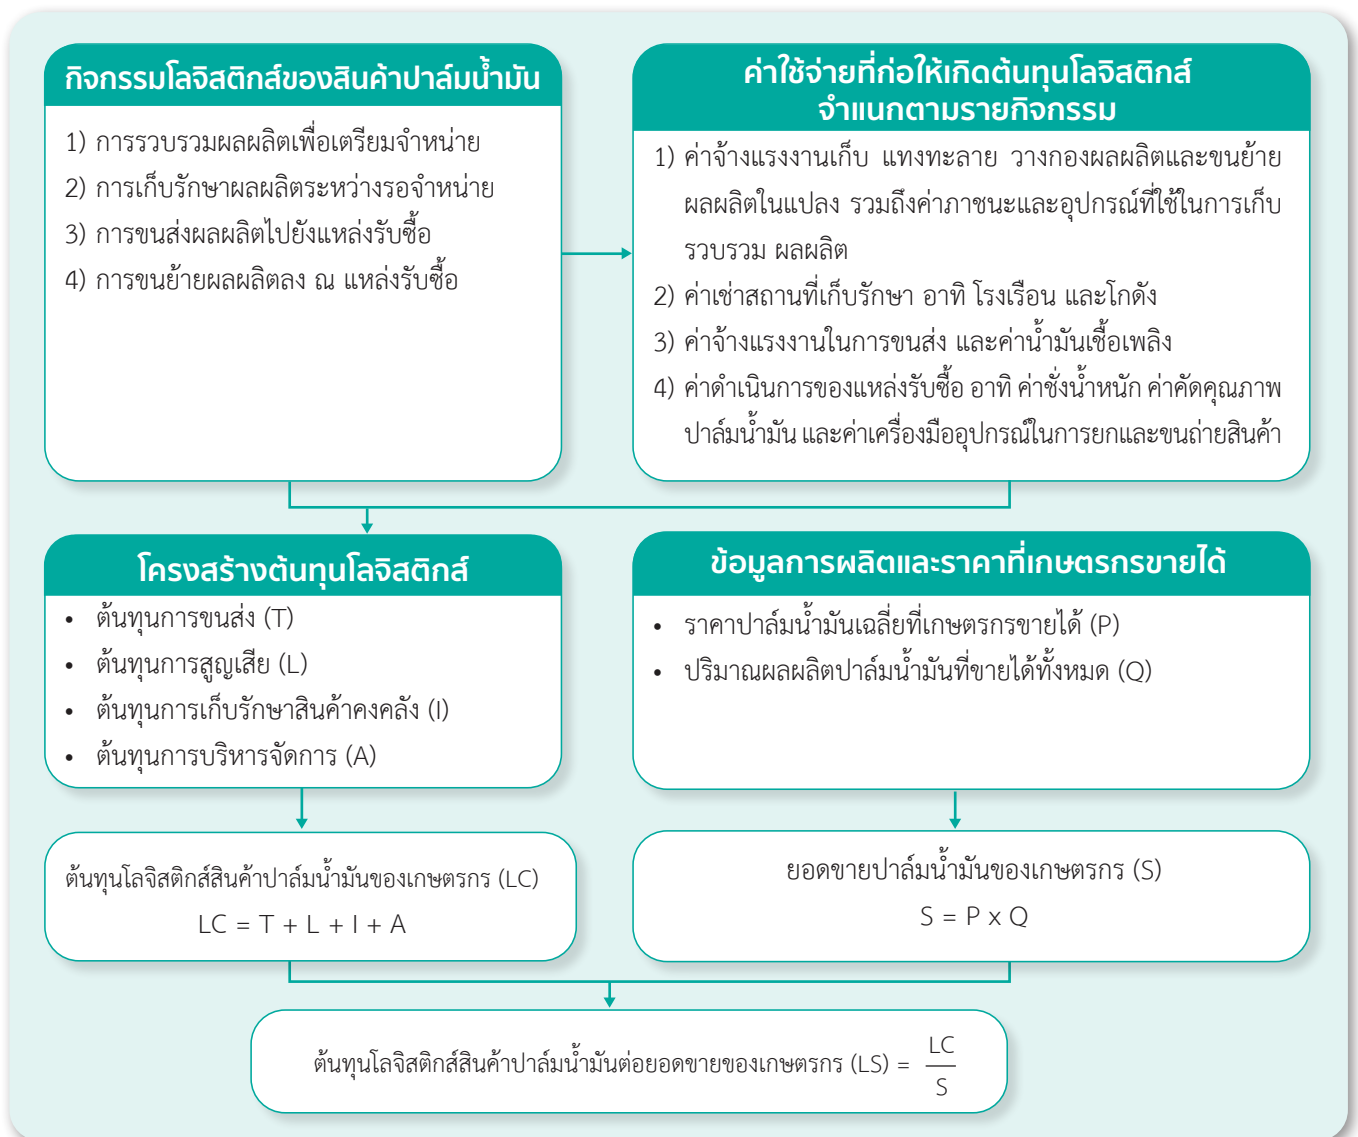 กิจกรรมโลจิสติกส์ของสินค้าปาล์มน้ำมัน
1) การรวบรวมผลผลิตเพื่อเตรียมจำหน่าย
2) การเก็บรักษาผลผลิตระหว่างรอจำหน่าย
3) การขนส่งผลผลิตไปยังแหล่งรับซื้อ
4) การขนย้ายผลผลิตลง ณ แหล่งรับซื้อ
ค่าใช้จ่ายที่ก่อให้เกิดต้นทุนโลจิสติกส์
จำแนกตามรายกิจกรรม
1) ค่าจ้างแรงงานเก็บ แทงทะลาย วางกองผลผลิตและขนย้าย
ผลผลิตในแปลง รวมถึงค่าภาชนะและอุปกรณ์ที่ใช้ในการเก็บ
รวบรวม ผลผลิต
2) ค่าเช่าสถานที่เก็บรักษา อาทิ โรงเรือน และโกดัง
3) ค่าจ้างแรงงานในการขนส่ง และค่าน้ำมันเชื้อเพลิง
4) ค่าดำเนินการของแหล่งรับซื้อ อาทิ ค่าชั่งน้ำหนัก ค่าคัดคุณภาพ
ปาล์มน้ำมัน และค่าเครื่องมืออุปกรณ์ในการยกและขนถ่ายสินค้า
โครงสร้างต้นทุนโลจิสติกส์
• ต้นทุนการขนส่ง (T)
• ต้นทุนการสูญเสีย (L)
• ต้นทุนการเก็บรักษาสินค้าคงคลัง (I)
• ต้นทุนการบริหารจัดการ (A)
ข้อมูลการผลิตและราคาที่เกษตรกรขายได้
• ราคาปาล์มน้ำมันเฉลี่ยที่เกษตรกรขายได้ (P)
• ปริมาณผลผลิตปาล์มน้ำมันที่ขายได้ทั้งหมด (Q)
ต้นทุนโลจิสติกส์สินค้าปาล์มน้ำมันของเกษตรกร (LC)
LC = T + L + I + A
ยอดขายปาล์มน้ำมันของเกษตรกร (S)
S = P x Q
ต้นทุนโลจิสติกส์สินค้าปาล์มน้ำมันต่อยอดขายของเกษตรกร (LS) = LC
S